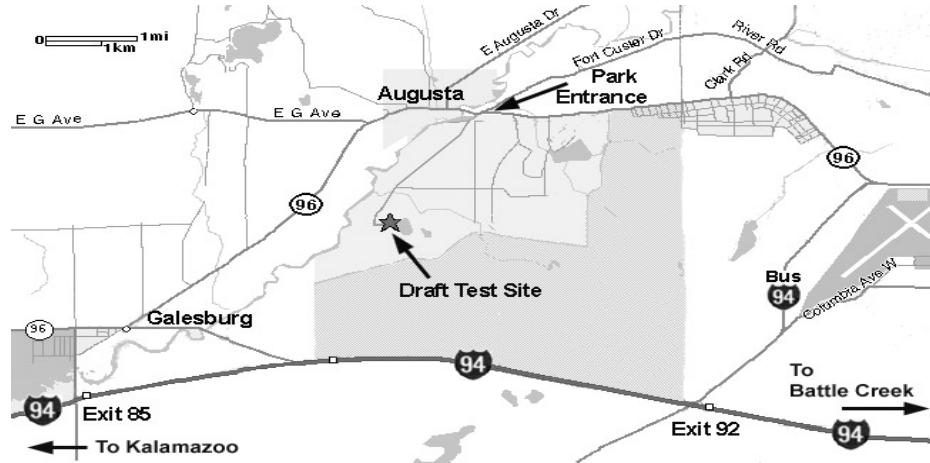 0 1mi
1km
E Augusta Dr
Fort Custer Dr
River Rd
Clark Rd
Park
Entrance
Augusta
E G Ave
E G Ave
96
96
Draft Test Site
Bus
94
Columbia Ave W
96
Galesburg
94
To
Battle Creek
94
Exit 85
Exit 92
94
To Kalamazoo